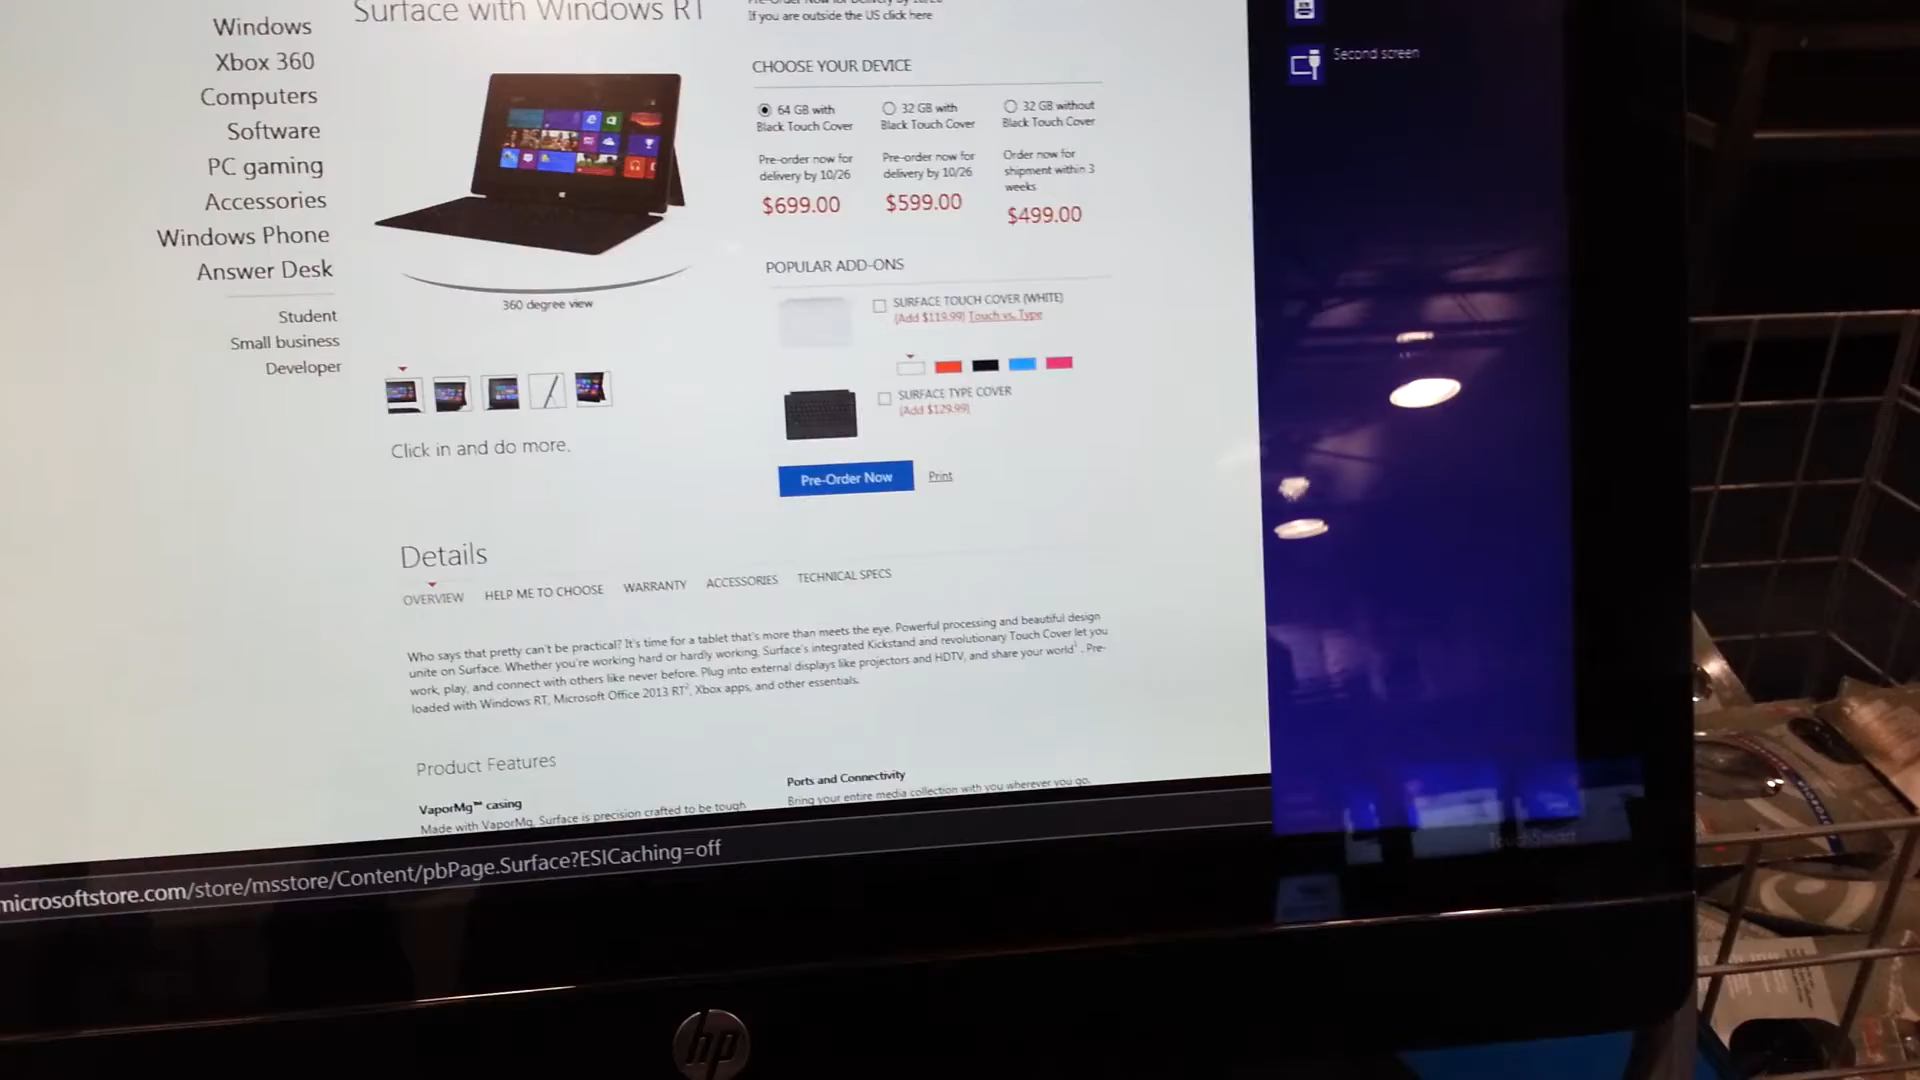 Windows
Xbox 360
Computers
Software
PC gaming
Accessories
Windows Phone
Answer Desk
Student
Small business
Developer
Surface with Windows RT
360 degree view
Click in and do more.
If you are outside the US click here
CHOOSE YOUR DEVICE
64 GB with
Black Touch Cover
Pre-order now for
delivery by 10/26
$699.00
32 GB with
Black Touch Cover
Pre-order now for
delivery by 10/26
$599.00
32 GB without
Black Touch Cover
Order now for
shipment within 3
weeks
$499.00
POPULAR ADD-ONS
SURFACE TOUCH COVER (WHITE)
(Add $119.99) Touch vs. Type
SURFACE TYPE COVER
(Add $129.99)
Pre-Order Now Print
Details
OVERVIEW HELP ME TO CHOOSE WARRANTY ACCESSORIES TECHNICAL SPECS
Who says that pretty can't be practical? It's time for a tablet that's more than meets the eye. Powerful processing and beautiful design
unite on Surface. Whether you're working hard or hardly working, Surface's integrated Kickstand and revolutionary Touch Cover let you
work, play, and connect with others like never before. Plug into external displays like projectors and HDTV, and share your world¹. Pre-
loaded with Windows RT, Microsoft Office 2013 RT², Xbox apps, and other essentials.
Product Features
VaporMg™ casing
Made with VaporMg, Surface is precision crafted to be tough
Ports and Connectivity
Bring your entire media collection with you wherever you go.
microsoftstore.com/store/msstore/Content/pbPage.Surface?ESICaching=off
Second screen
TouchSmart
hp